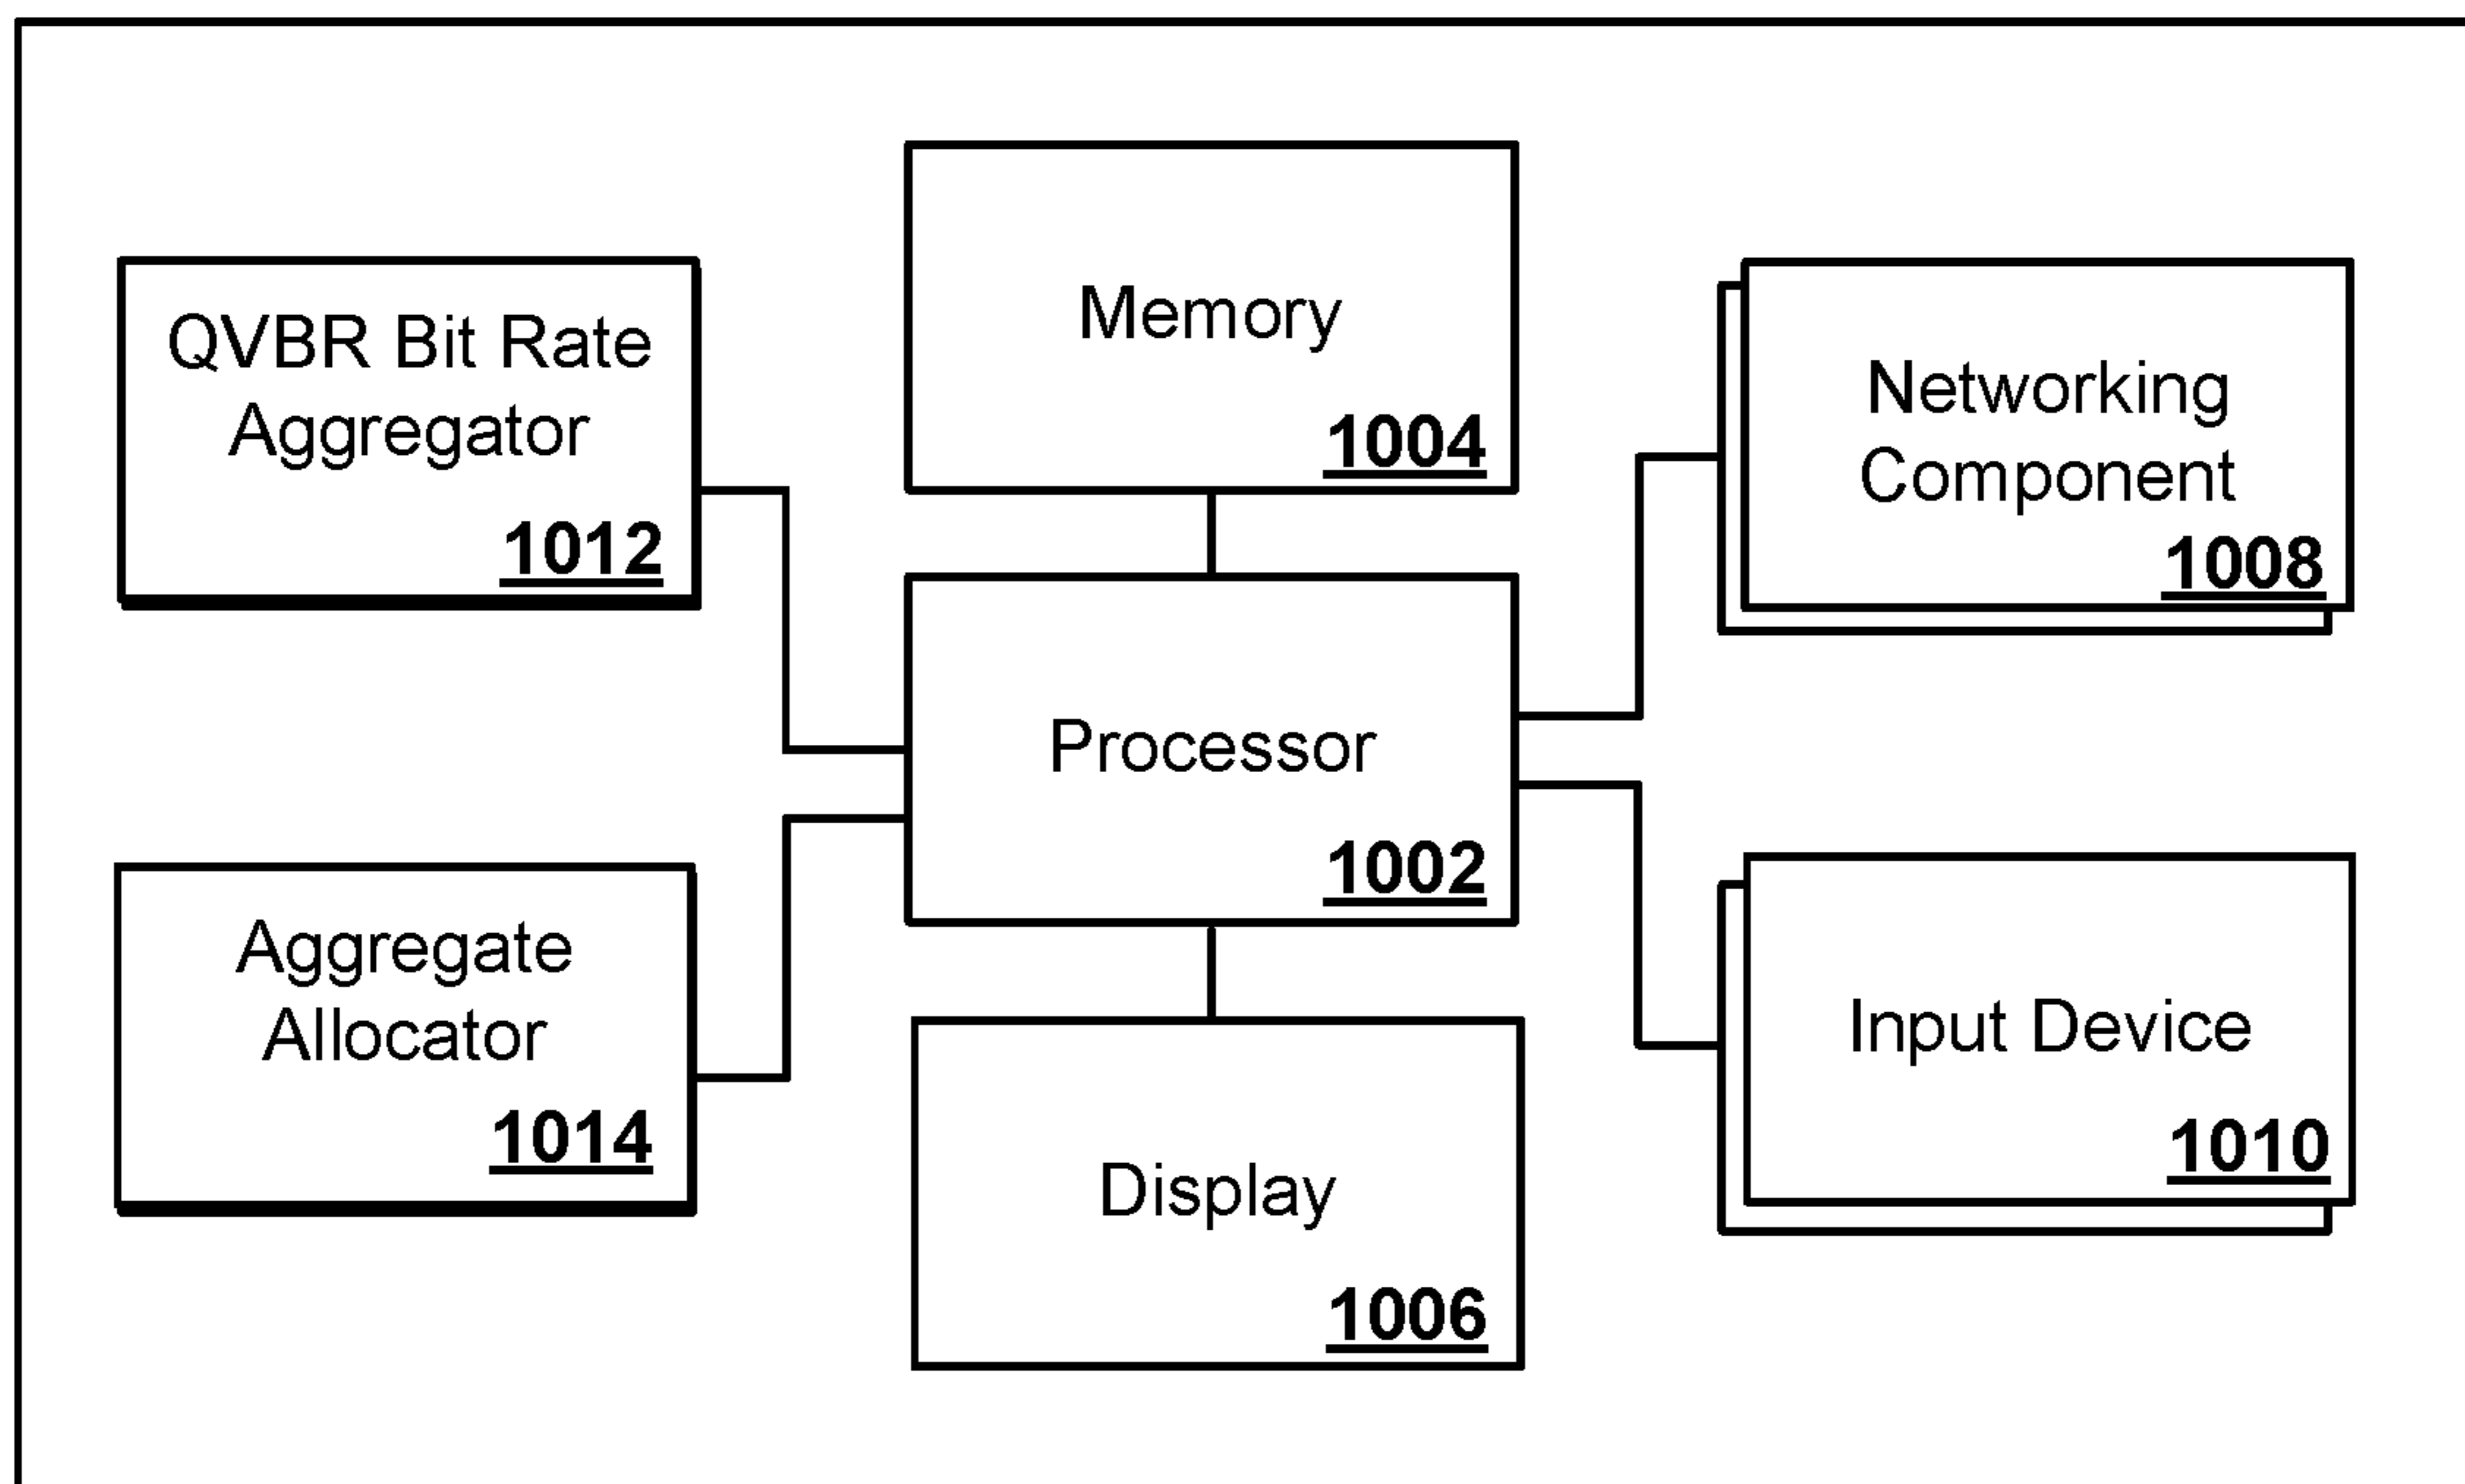 QVBR Bit Rate
Aggregator
1012
Memory
1004
Networking
Component
1008
Processor
1002
Aggregate
Allocator
1014
Display
1006
Input Device
1010